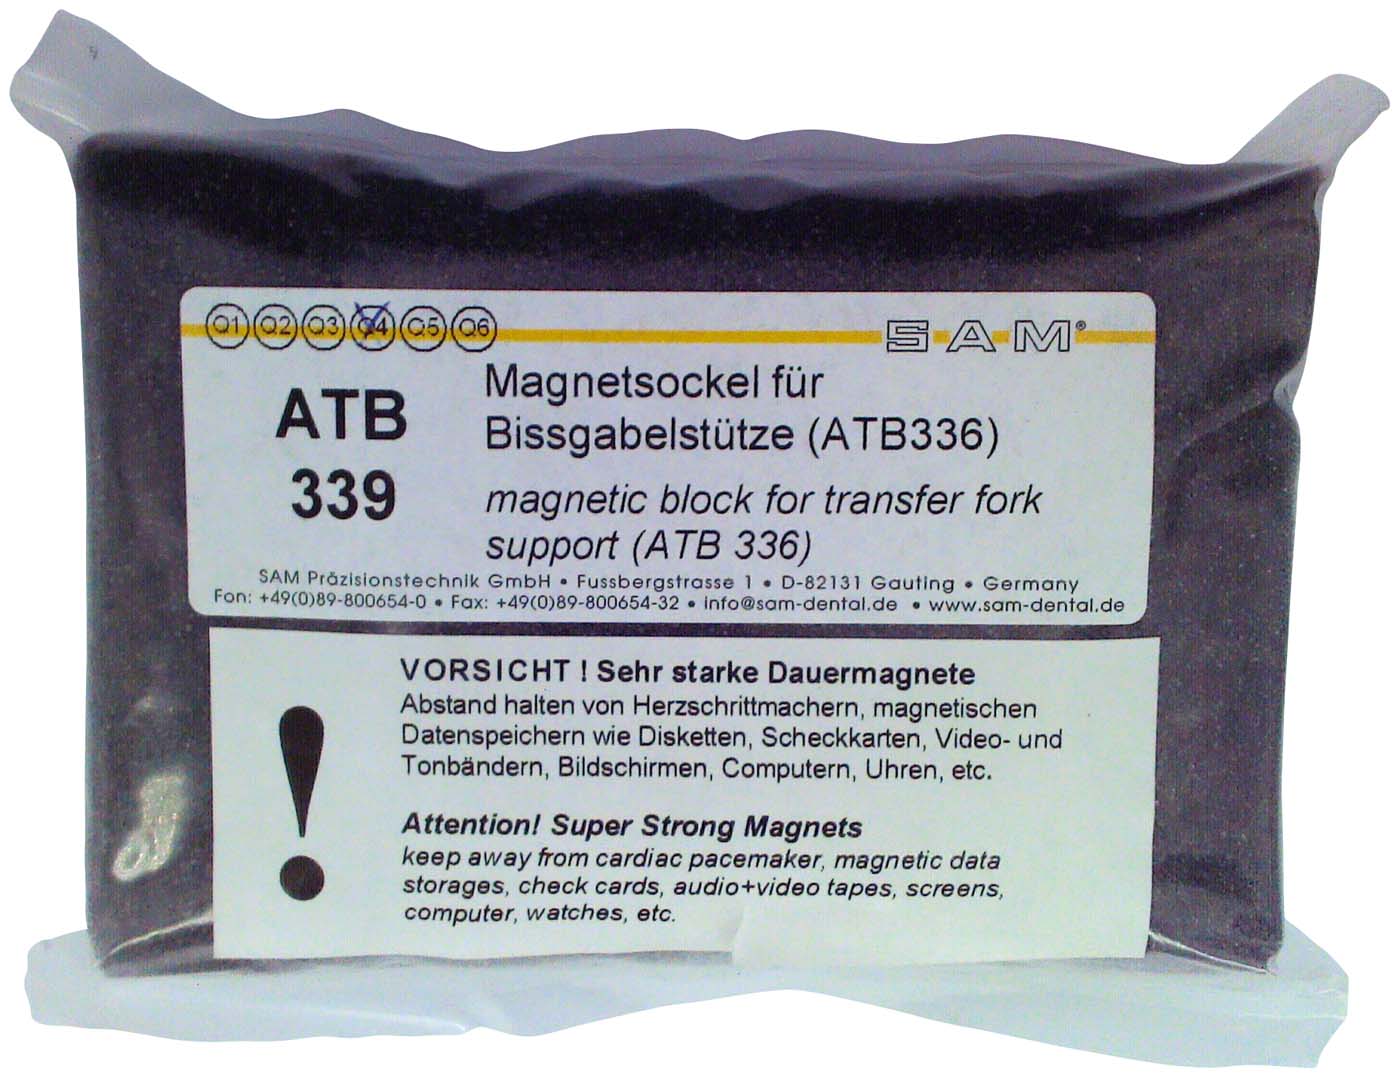 Q1 Q2 Q3 Q4 Q5 Q6
SAM®
ATB
339
Magnetsockel für
Bissgabelstütze (ATB336)
magnetic block for transfer fork
support (ATB 336)
SAM Präzisionstechnik GmbH • Fussbergstrasse 1 • D-82131 Gauting • Germany
Fon: +49(0)89-800654-0 • Fax: +49(0)89-800654-32 • info@sam-dental.de • www.sam-dental.de
!
VORSICHT ! Sehr starke Dauermagnete
Abstand halten von Herzschrittmachern, magnetischen
Datenspeichern wie Disketten, Scheckkarten, Video- und
Tonbändern, Bildschirmen, Computern, Uhren, etc.
Attention! Super Strong Magnets
keep away from cardiac pacemaker, magnetic data
storages, check cards, audio+video tapes, screens,
computer, watches, etc.